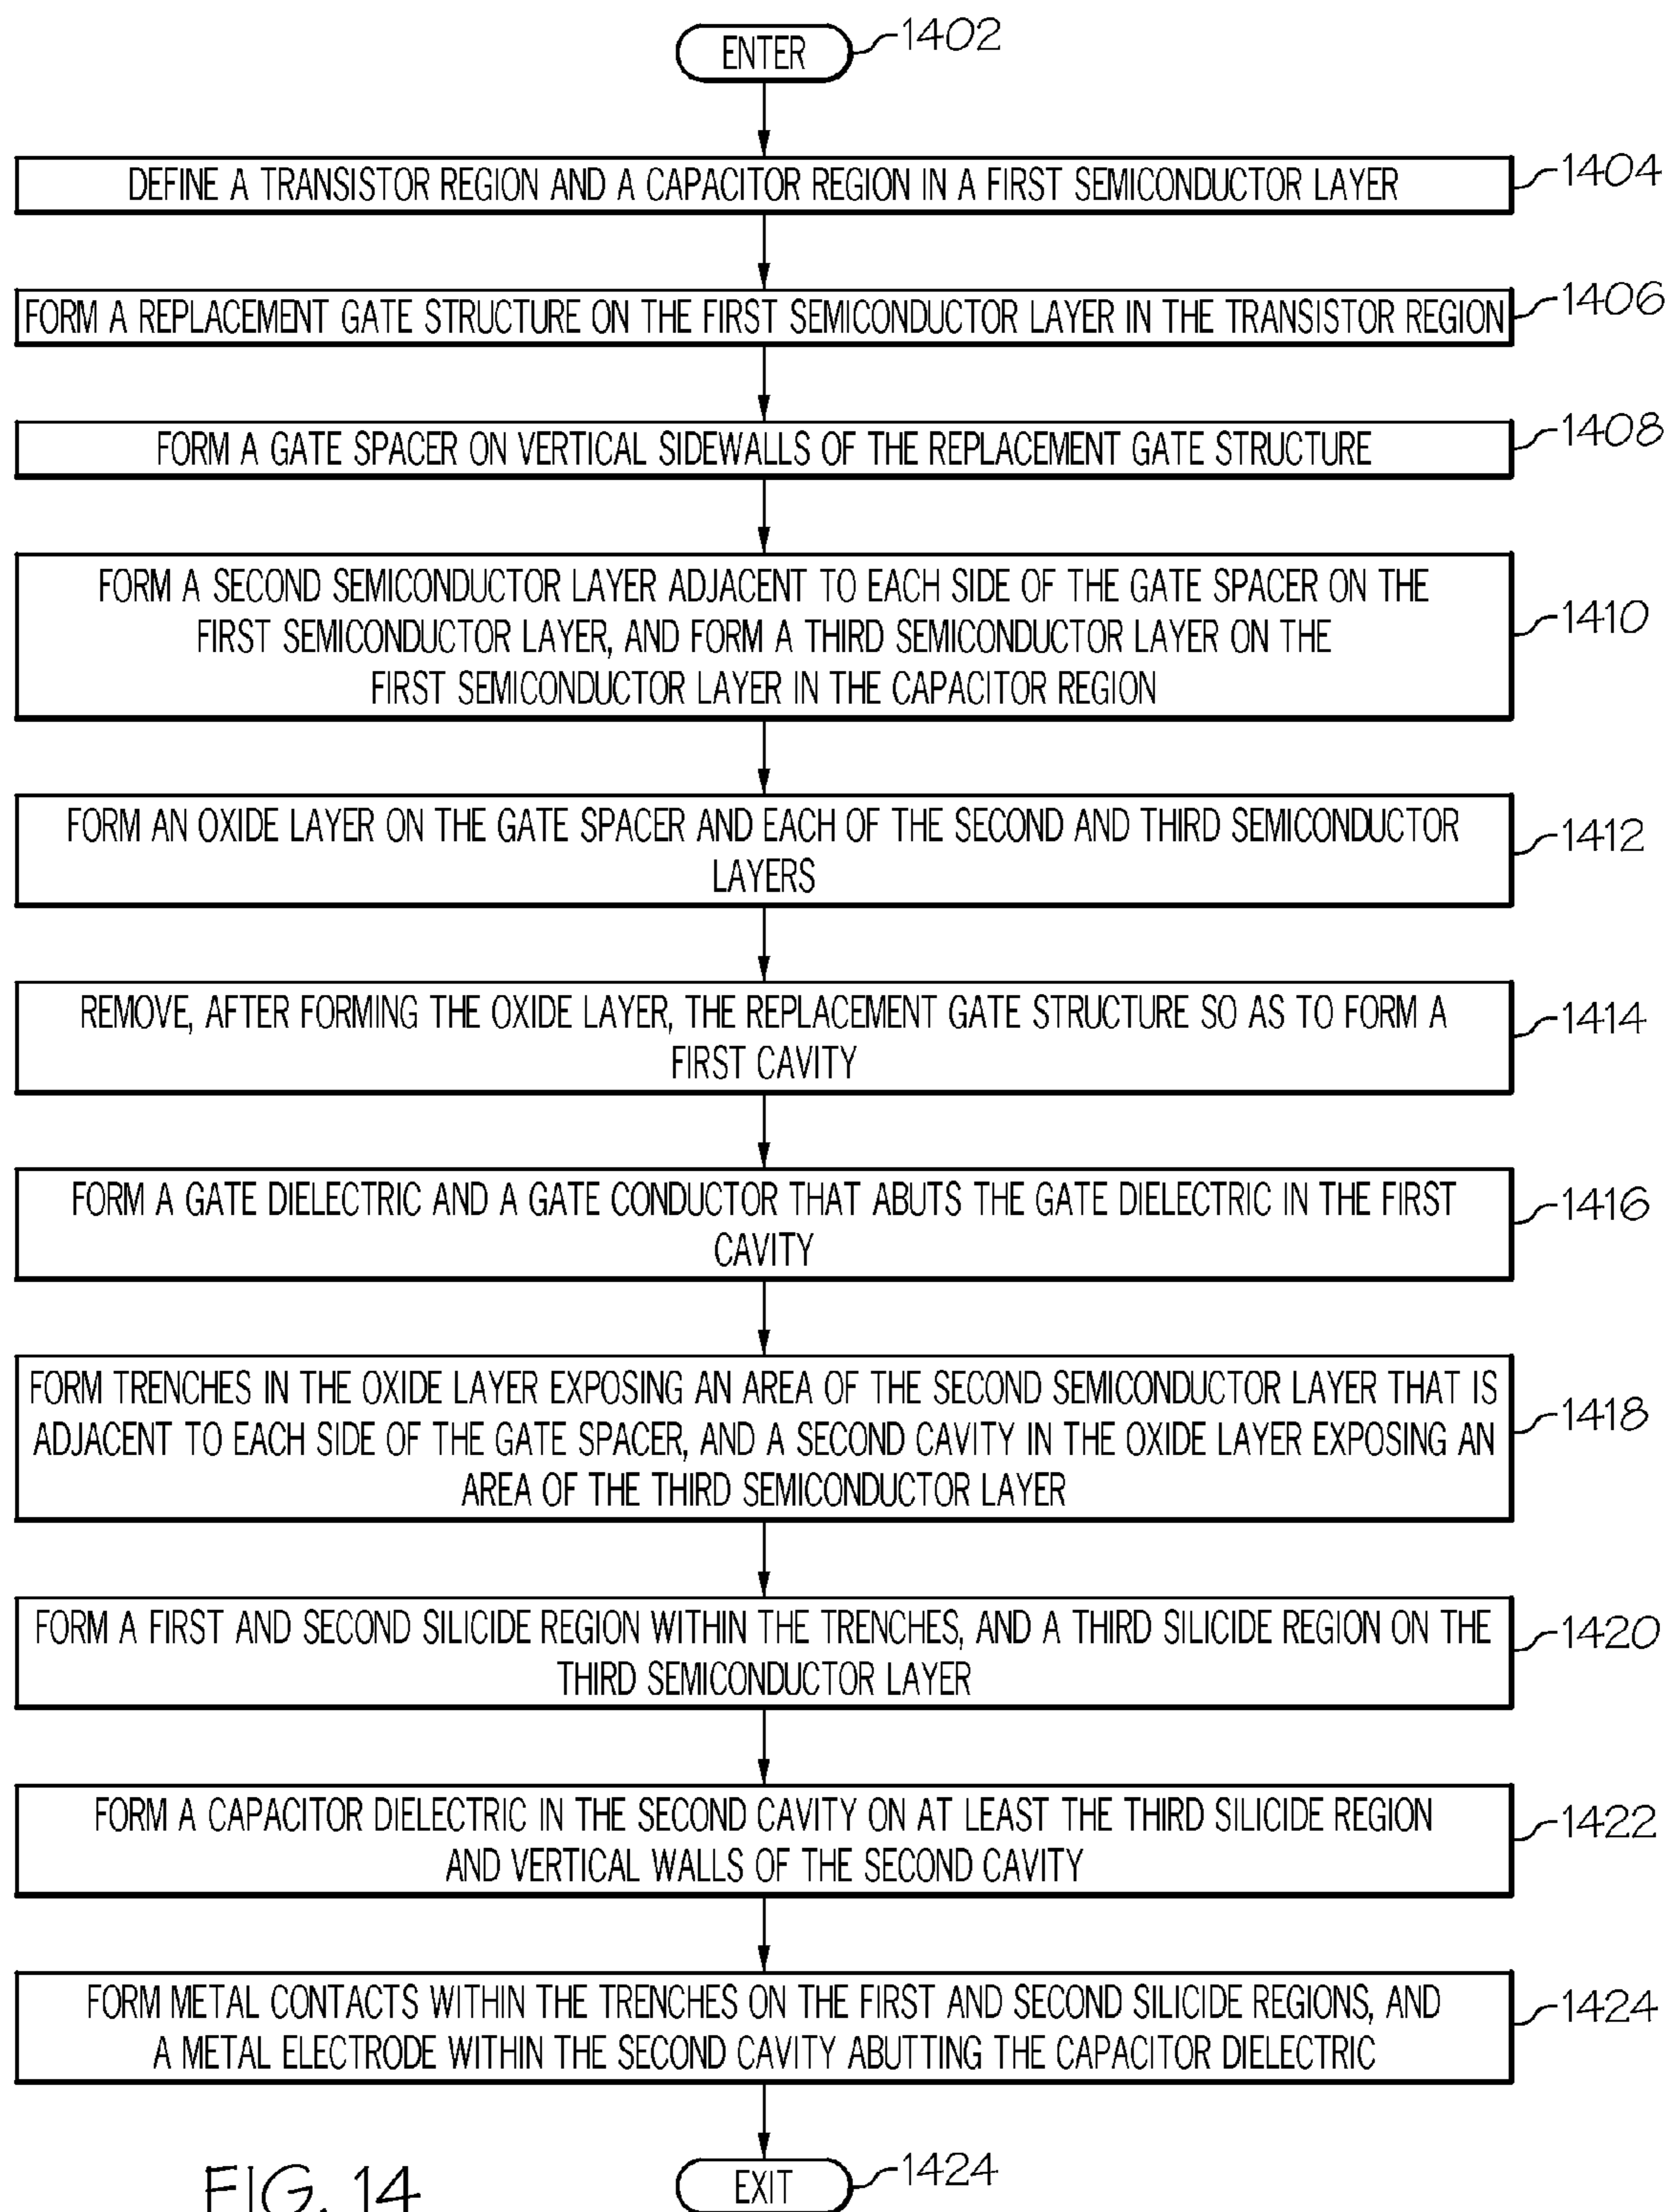 ENTER
1402
DEFINE A TRANSISTOR REGION AND A CAPACITOR REGION IN A FIRST SEMICONDUCTOR LAYER
1404
FORM A REPLACEMENT GATE STRUCTURE ON THE FIRST SEMICONDUCTOR LAYER IN THE TRANSISTOR REGION
1406
FORM A GATE SPACER ON VERTICAL SIDEWALLS OF THE REPLACEMENT GATE STRUCTURE
1408
FORM A SECOND SEMICONDUCTOR LAYER ADJACENT TO EACH SIDE OF THE GATE SPACER ON THE
FIRST SEMICONDUCTOR LAYER, AND FORM A THIRD SEMICONDUCTOR LAYER ON THE
FIRST SEMICONDUCTOR LAYER IN THE CAPACITOR REGION
1410
FORM AN OXIDE LAYER ON THE GATE SPACER AND EACH OF THE SECOND AND THIRD SEMICONDUCTOR
LAYERS
1412
REMOVE, AFTER FORMING THE OXIDE LAYER, THE REPLACEMENT GATE STRUCTURE SO AS TO FORM A
FIRST CAVITY
1414
FORM A GATE DIELECTRIC AND A GATE CONDUCTOR THAT ABUTS THE GATE DIELECTRIC IN THE FIRST
CAVITY
1416
FORM TRENCHES IN THE OXIDE LAYER EXPOSING AN AREA OF THE SECOND SEMICONDUCTOR LAYER THAT IS
ADJACENT TO EACH SIDE OF THE GATE SPACER, AND A SECOND CAVITY IN THE OXIDE LAYER EXPOSING AN
AREA OF THE THIRD SEMICONDUCTOR LAYER
1418
FORM A FIRST AND SECOND SILICIDE REGION WITHIN THE TRENCHES, AND A THIRD SILICIDE REGION ON THE
THIRD SEMICONDUCTOR LAYER
1420
FORM A CAPACITOR DIELECTRIC IN THE SECOND CAVITY ON AT LEAST THE THIRD SILICIDE REGION
AND VERTICAL WALLS OF THE SECOND CAVITY
1422
FORM METAL CONTACTS WITHIN THE TRENCHES ON THE FIRST AND SECOND SILICIDE REGIONS, AND
A METAL ELECTRODE WITHIN THE SECOND CAVITY ABUTTING THE CAPACITOR DIELECTRIC
1424
EXIT
1424
FIG. 14